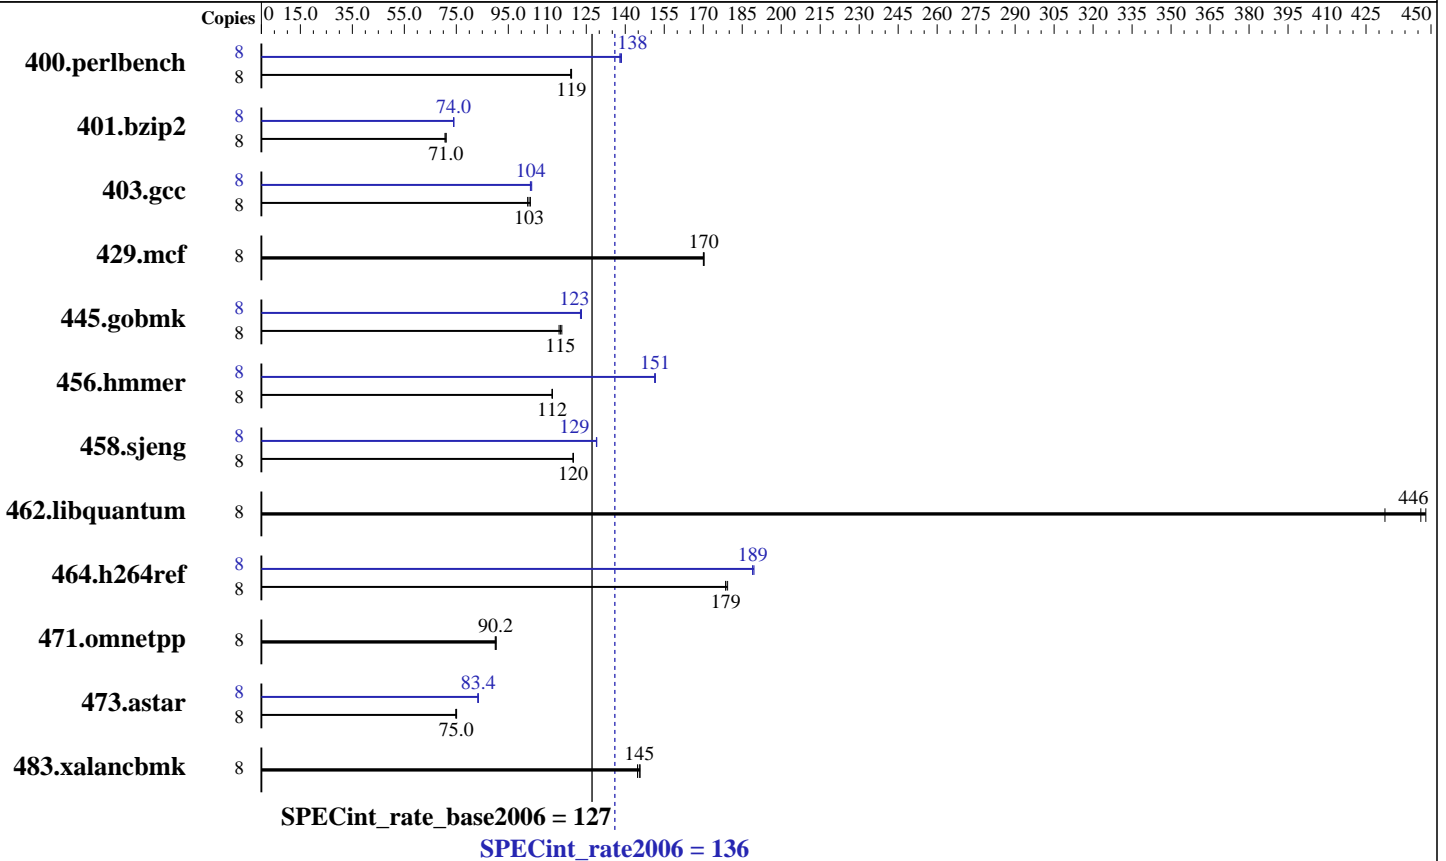 Copies 0 15.0 35.0 55.0 75.0 95.0 110 125 140 155 170 185 200 215 230 245 260 275 290 305 320 335 350 365 380 395 410 425 450
400.perlbench 8 138
8 119
401.bzip2 8 74.0
8 71.0
403.gcc 8 104
8 103
429.mcf 8 170
445.gobmk 8 123
8 115
456.hmmer 8 151
8 112
458.sjeng 8 129
8 120
462.libquantum 8 446
464.h264ref 8 189
8 179
471.omnetpp 8 90.2
473.astar 8 83.4
8 75.0
483.xalancbmk 8 145
SPECint_rate_base2006 = 127
SPECint_rate2006 = 136